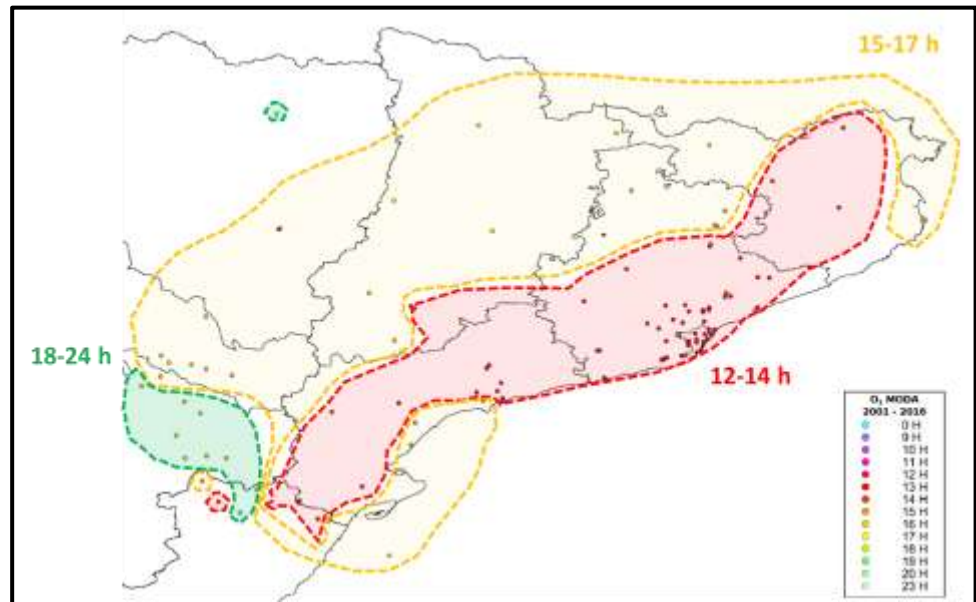 15-17 h
18-24 h
12-14 h
O₃ MODA
2001 - 2016
0 H
9 H
10 H
11 H
12 H
13 H
14 H
15 H
16 H
17 H
18 H
19 H
20 H
23 H